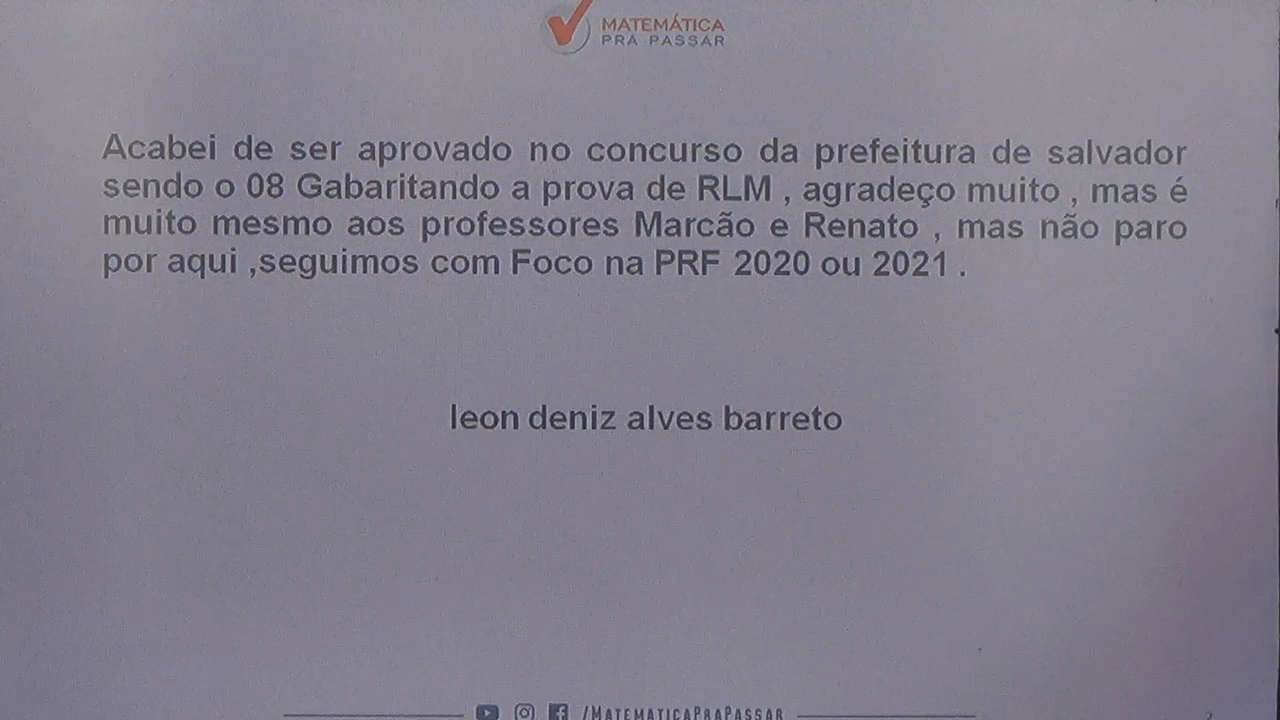 MATEMÁTICA
PRA PASSAR
Acabei de ser aprovado no concurso da prefeitura de salvador
sendo o 08 Gabaritando a prova de RLM , agradeço muito , mas é
muito mesmo aos professores Marcão e Renato , mas não paro
por aqui ,seguimos com Foco na PRF 2020 ou 2021 .
leon deniz alves barreto
/MATEMATICAPRAPASSAR
2